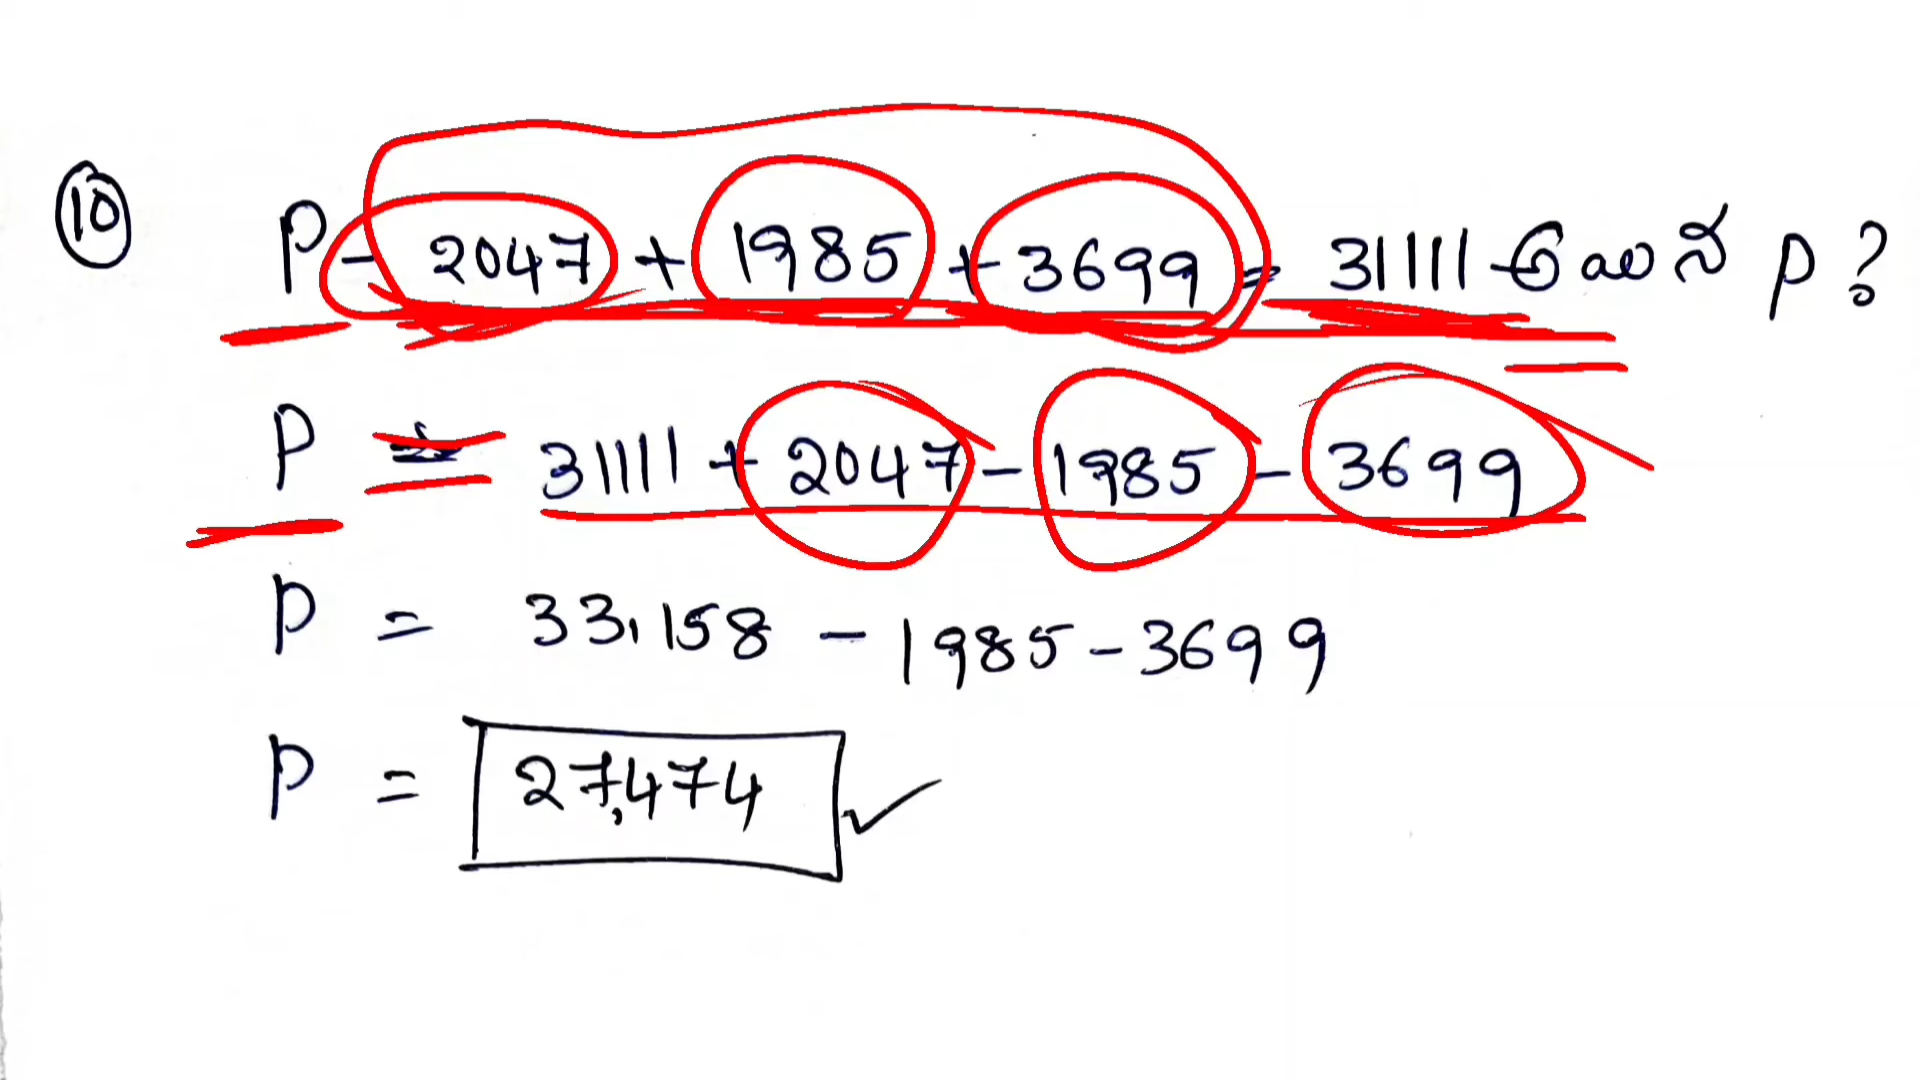 10 P - 2047 + 1985 + 3699 = 31111 అయిన P ?
P = 31111 + 2047 - 1985 - 3699
P = 33,158 - 1985 - 3699
P = 27,474 ✓